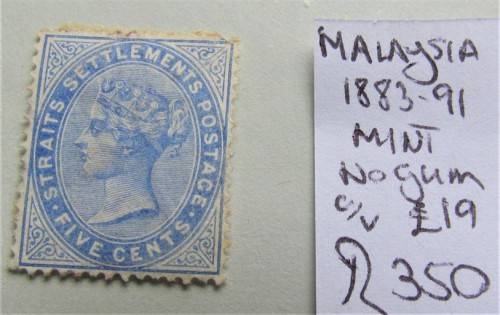 STRAITS SETTLEMENTS POSTAGE
FIVE CENTS
MALAYSIA
1883-91
MINT
No gum
c/v £19
R350